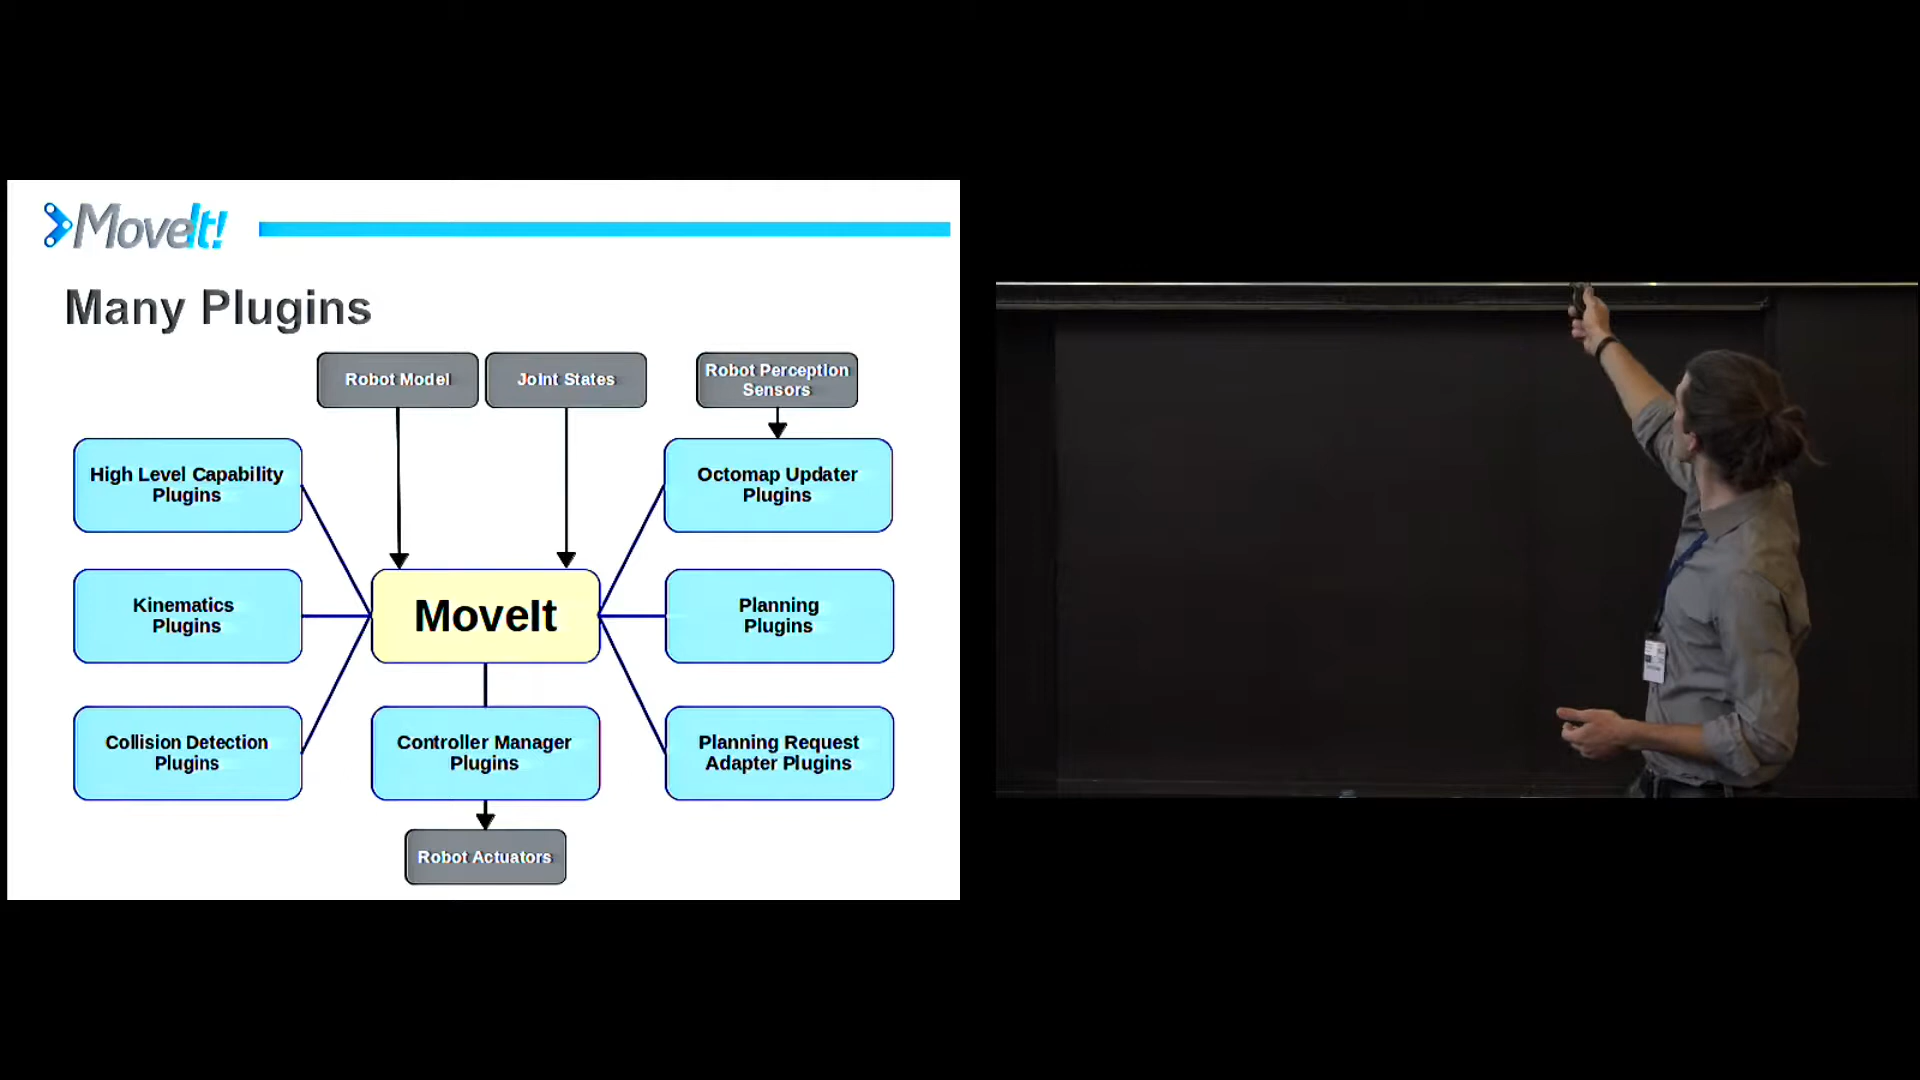 MoveIt!
Many Plugins
Robot Model
Joint States
Robot Perception
Sensors
High Level Capability
Plugins
Octomap Updater
Plugins
Kinematics
Plugins
MoveIt
Planning
Plugins
Collision Detection
Plugins
Controller Manager
Plugins
Planning Request
Adapter Plugins
Robot Actuators